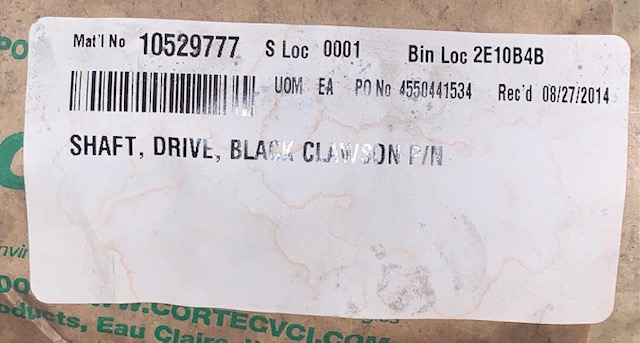 Mat'l No 10529777 S Loc 0001 Bin Loc 2E10B4B
UOM EA PO No 4550441534 Rec'd 08/27/2014
SHAFT, DRIVE, BLACK CLAWSON P/N
WWW.CORTECVCI.COM
Eau Claire,